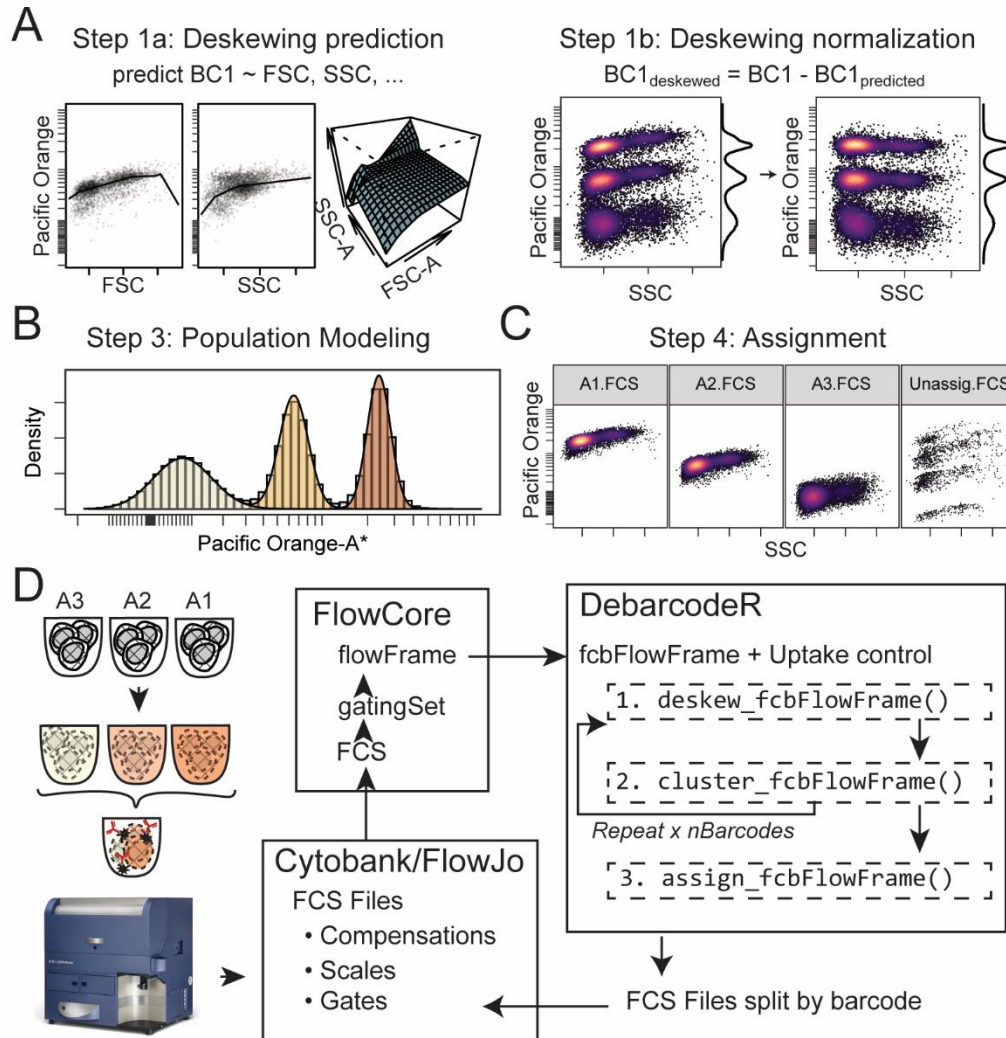 A
Step 1a: Deskewing prediction
predict BC1 ~ FSC, SSC, ...
Pacific Orange
FSC
SSC
SSC-A
FSC-A
Step 1b: Deskewing normalization
BC1deskewed = BC1 - BC1predicted
Pacific Orange
SSC
SSC
B
Step 3: Population Modeling
Density
Pacific Orange-A*
C
Step 4: Assignment
A1.FCS
A2.FCS
A3.FCS
Unassig.FCS
Pacific Orange
SSC
D
A3
A2
A1
FlowCore
flowFrame
gatingSet
FCS
Cytobank/FlowJo
FCS Files
• Compensations
• Scales
• Gates
DebarcodeR
fcbFlowFrame + Uptake control
1. deskew_fcbFlowFrame()
2. cluster_fcbFlowFrame()
Repeat x nBarcodes
3. assign_fcbFlowFrame()
FCS Files split by barcode